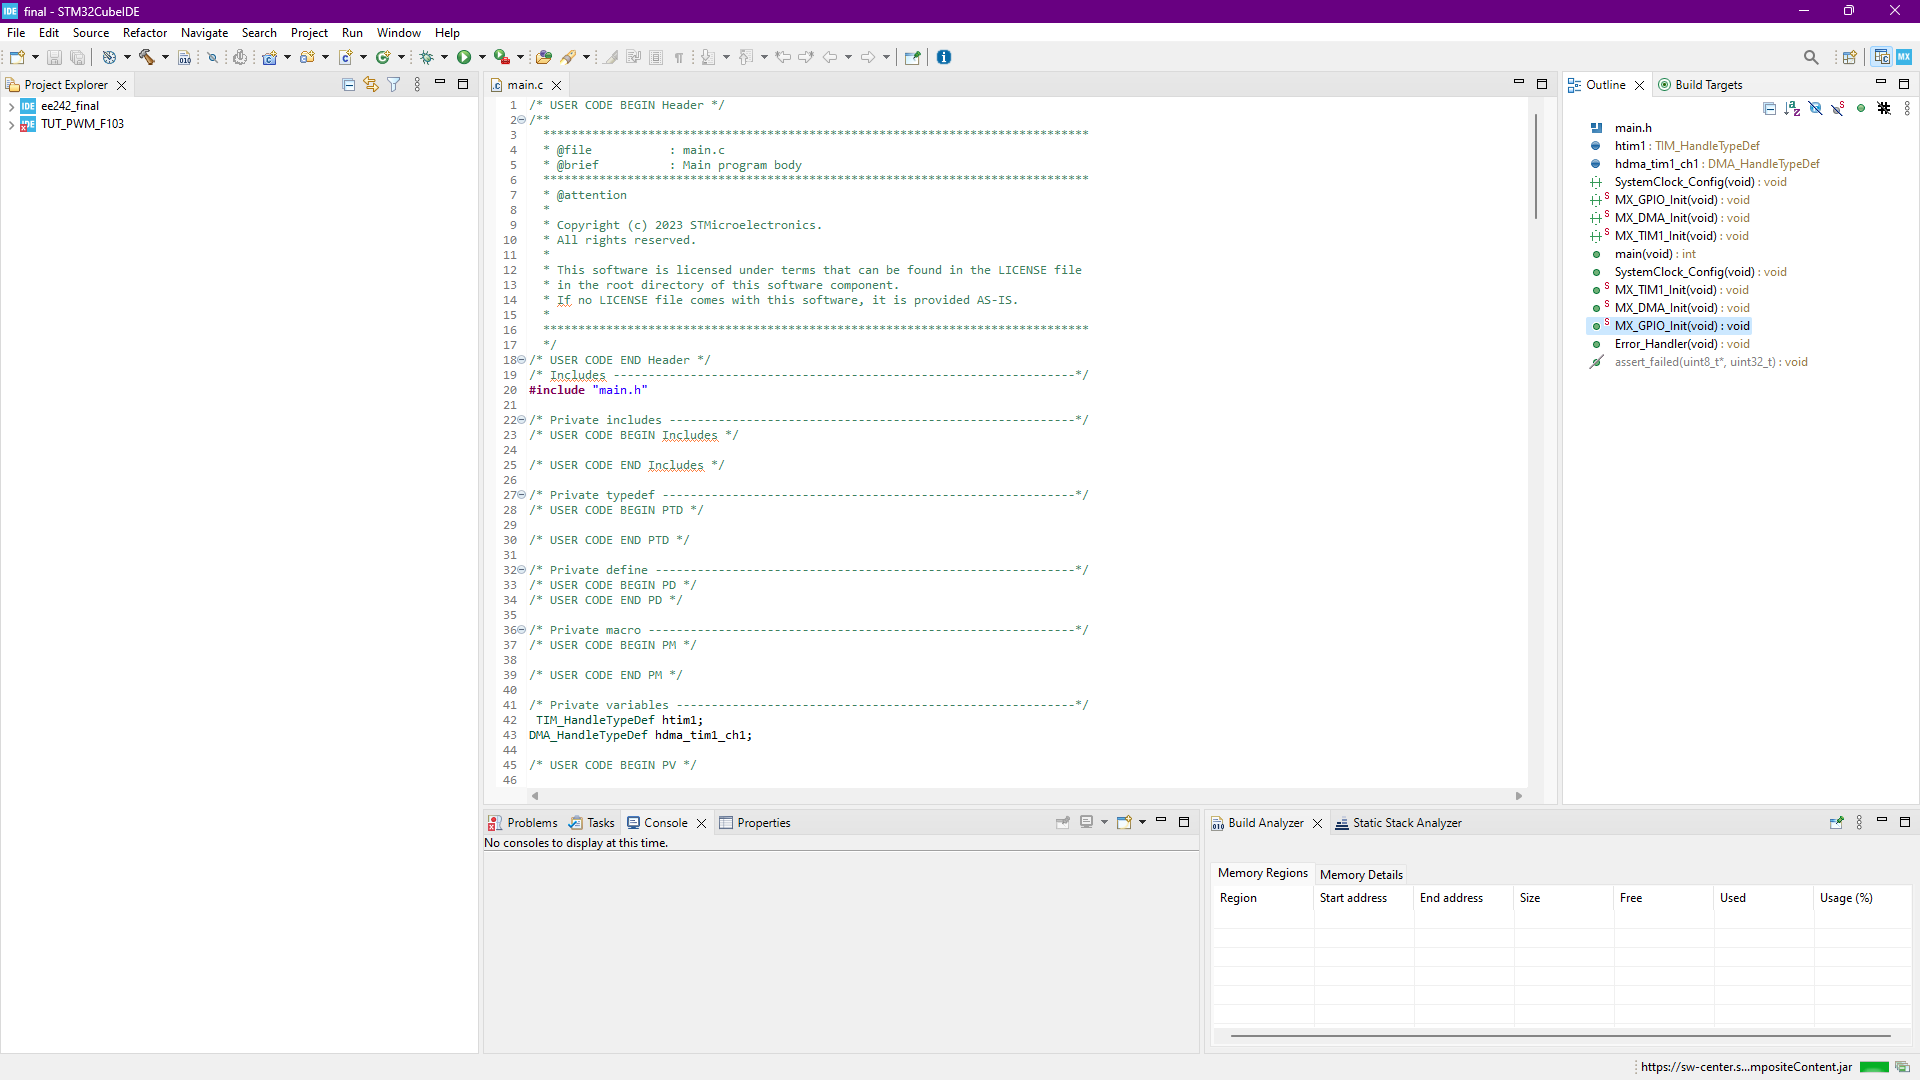 IDE final - STM32CubeIDE
File Edit Source Refactor Navigate Search Project Run Window Help
Project Explorer
IDE ee242_final
IDE TUT_PWM_F103
main.c
1 /* USER CODE BEGIN Header */
2 /**
3 ******************************************************************************
4 * @file : main.c
5 * @brief : Main program body
6 ******************************************************************************
7 * @attention
8 *
9 * Copyright (c) 2023 STMicroelectronics.
10 * All rights reserved.
11 *
12 * This software is licensed under terms that can be found in the LICENSE file
13 * in the root directory of this software component.
14 * If no LICENSE file comes with this software, it is provided AS-IS.
15 *
16 ******************************************************************************
17 */
18 /* USER CODE END Header */
19 /* Includes ------------------------------------------------------------------*/
20 #include "main.h"
21
22 /* Private includes ----------------------------------------------------------*/
23 /* USER CODE BEGIN Includes */
24
25 /* USER CODE END Includes */
26
27 /* Private typedef -----------------------------------------------------------*/
28 /* USER CODE BEGIN PTD */
29
30 /* USER CODE END PTD */
31
32 /* Private define ------------------------------------------------------------*/
33 /* USER CODE BEGIN PD */
34 /* USER CODE END PD */
35
36 /* Private macro -------------------------------------------------------------*/
37 /* USER CODE BEGIN PM */
38
39 /* USER CODE END PM */
40
41 /* Private variables ---------------------------------------------------------*/
42 TIM_HandleTypeDef htim1;
43 DMA_HandleTypeDef hdma_tim1_ch1;
44
45 /* USER CODE BEGIN PV */
46
Outline Build Targets
main.h
htim1 : TIM_HandleTypeDef
hdma_tim1_ch1 : DMA_HandleTypeDef
SystemClock_Config(void) : void
MX_GPIO_Init(void) : void
MX_DMA_Init(void) : void
MX_TIM1_Init(void) : void
main(void) : int
SystemClock_Config(void) : void
MX_TIM1_Init(void) : void
MX_DMA_Init(void) : void
MX_GPIO_Init(void) : void
Error_Handler(void) : void
assert_failed(uint8_t*, uint32_t) : void
Problems Tasks Console Properties
No consoles to display at this time.
Build Analyzer Static Stack Analyzer
Memory Regions Memory Details
Region Start address End address Size Free Used Usage (%)
https://sw-center.s...mpositeContent.jar